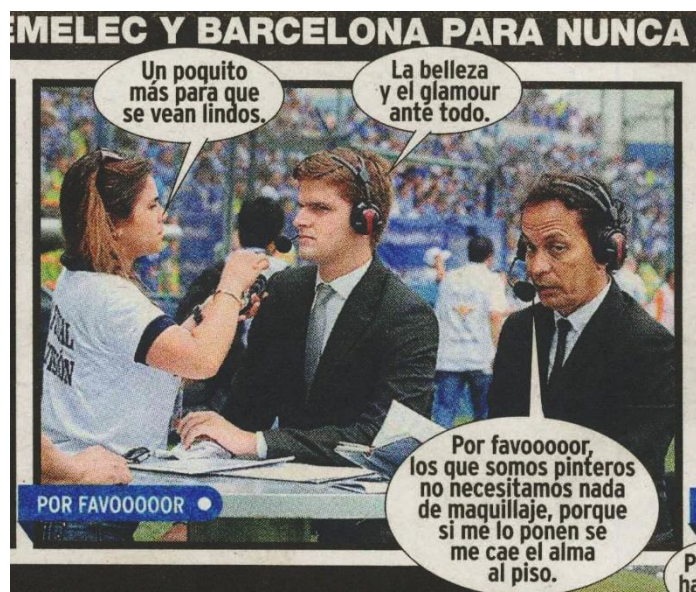 EMELEC Y BARCELONA PARA NUNCA
Un poquito
más para que
se vean lindos.
La belleza
y el glamour
ante todo.
Por favooooor,
los que somos pinteros
no necesitamos nada
de maquillaje, porque
si me lo ponen se
me cae el alma
al piso.
POR FAVOOOOOR